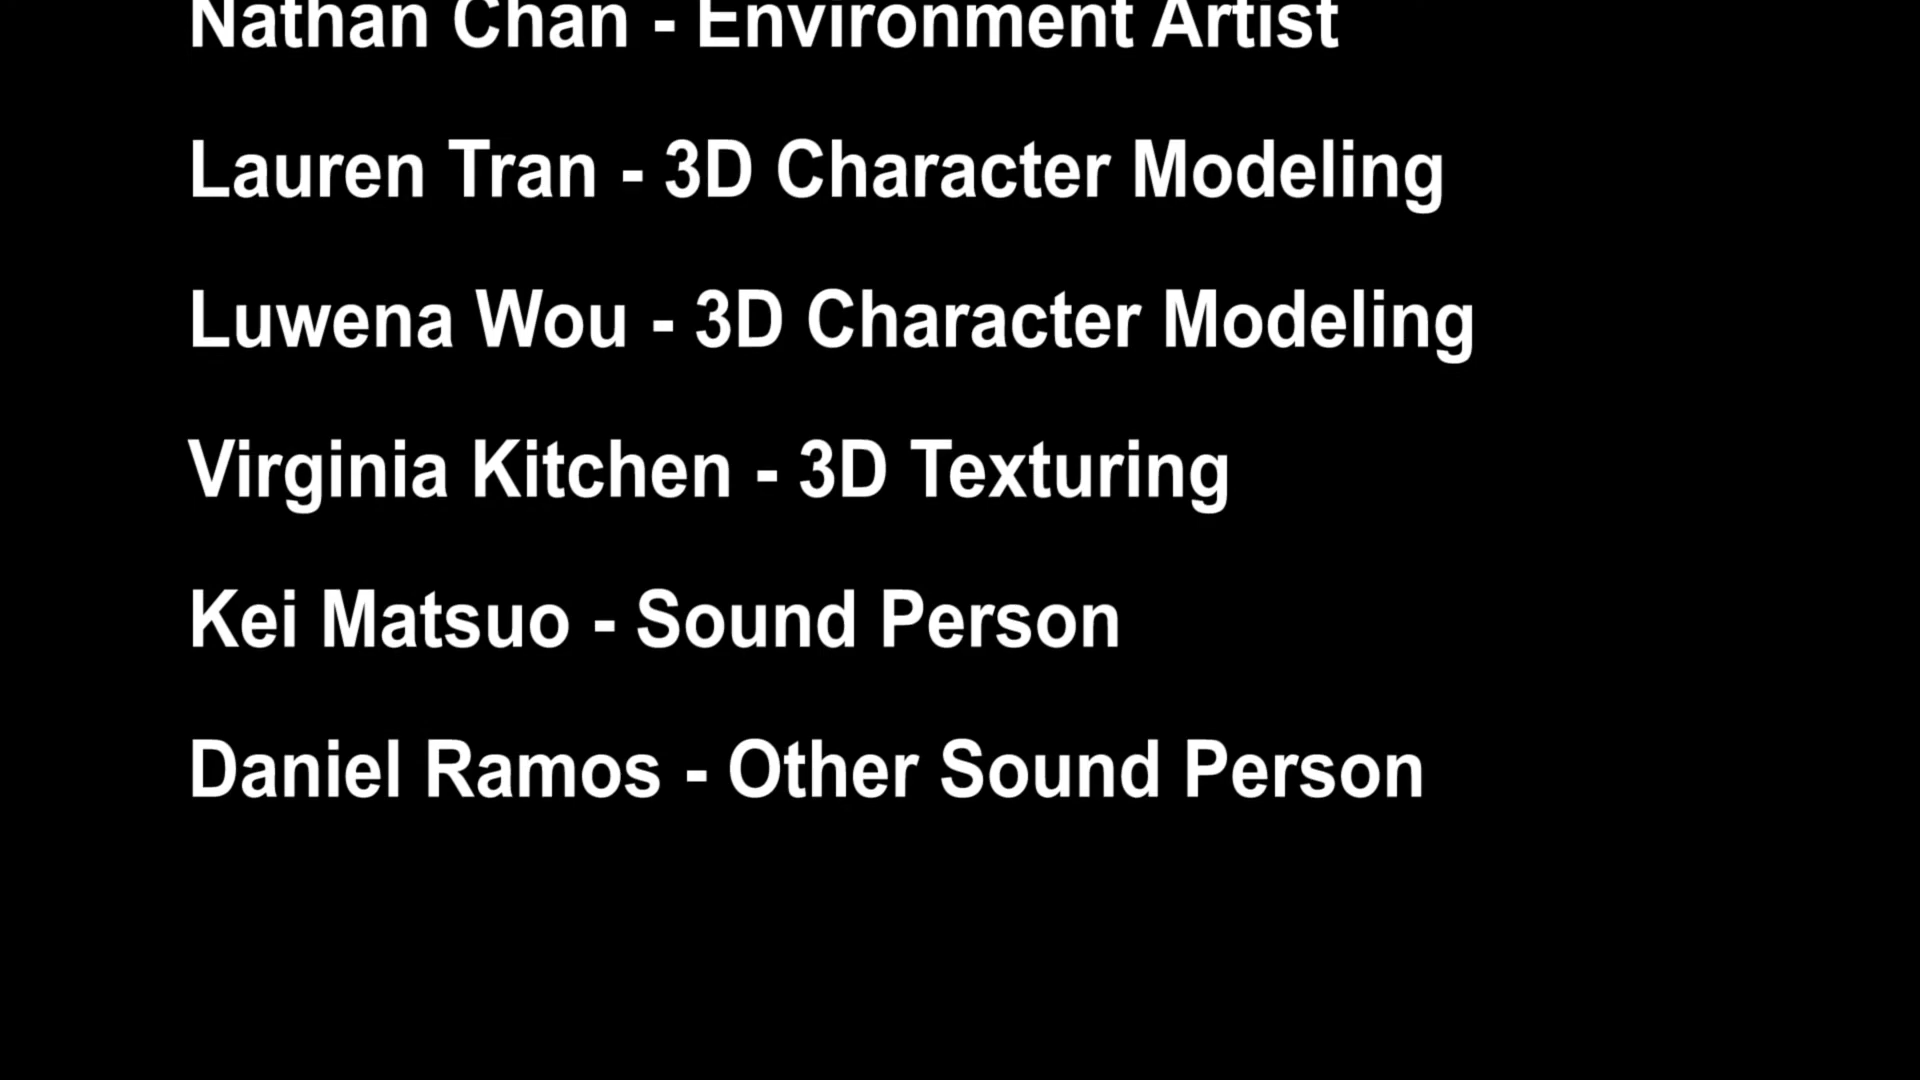 Nathan Chan - Environment Artist
Lauren Tran - 3D Character Modeling
Luwena Wou - 3D Character Modeling
Virginia Kitchen - 3D Texturing
Kei Matsuo - Sound Person
Daniel Ramos - Other Sound Person